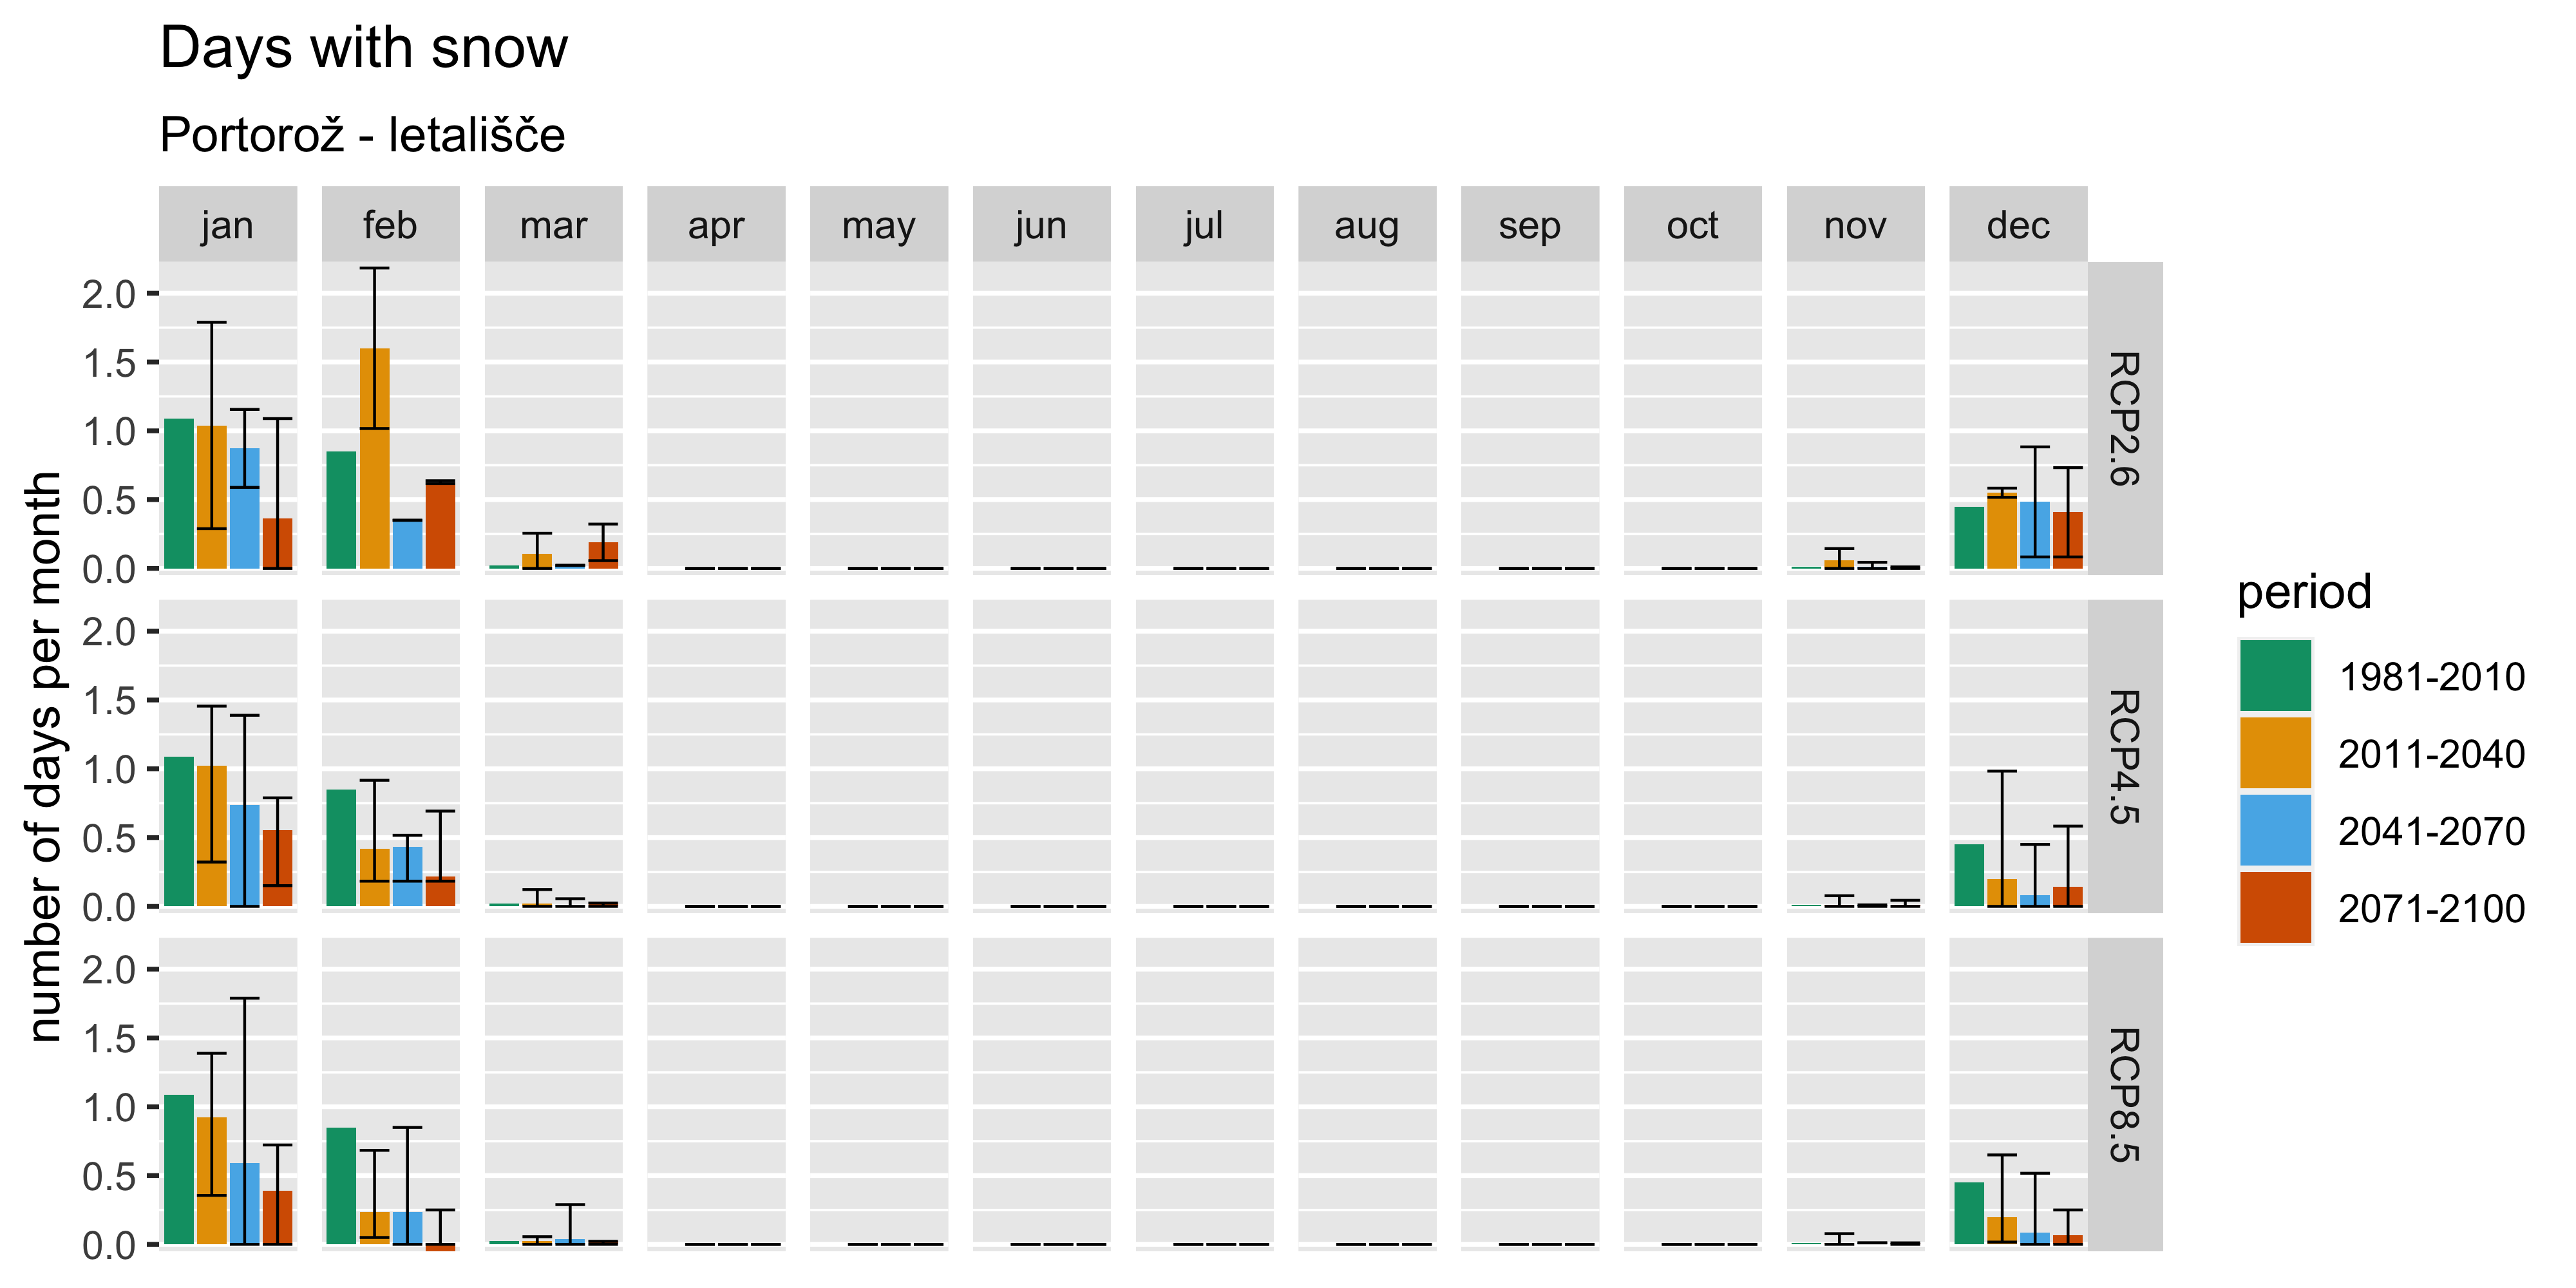 Days with snow
Portorož - letališče
jan feb mar apr may jun jul aug sep oct nov dec
number of days per month
2.0
1.5
1.0
0.5
0.0
RCP2.6
2.0
1.5
1.0
0.5
0.0
RCP4.5
2.0
1.5
1.0
0.5
0.0
RCP8.5
period
1981-2010
2011-2040
2041-2070
2071-2100